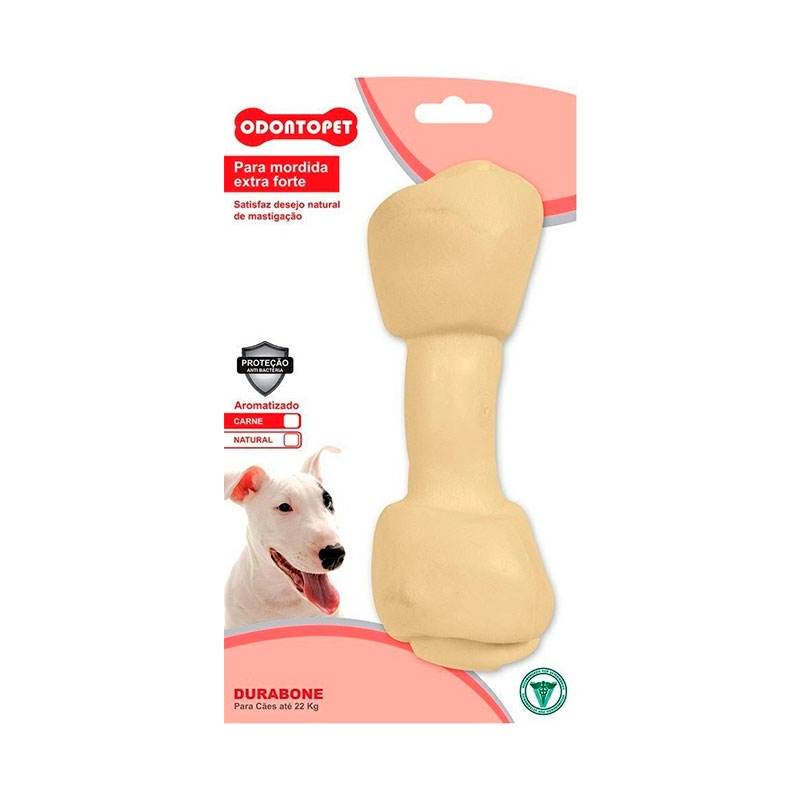 ODONTOPET
Para mordida
extra forte
Satisfaz desejo natural
de mastigação
PROTEÇÃO
ANTI BACTÉRIA
Aromatizado
CARNE
NATURAL
DURABONE
Para Cães até 22 Kg